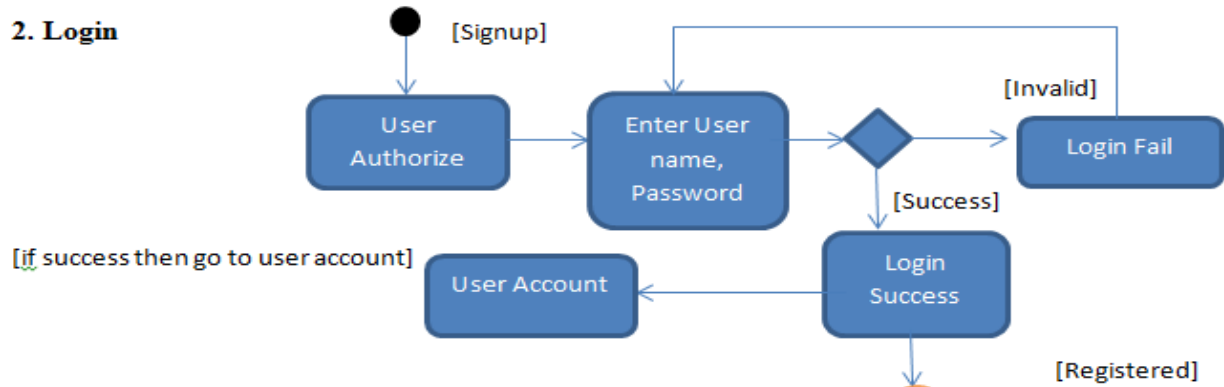 2. Login
[Signup]
[Invalid]
User
Authorize
Enter User
name,
Password
Login Fail
[Success]
[if success then go to user account]
User Account
Login
Success
[Registered]